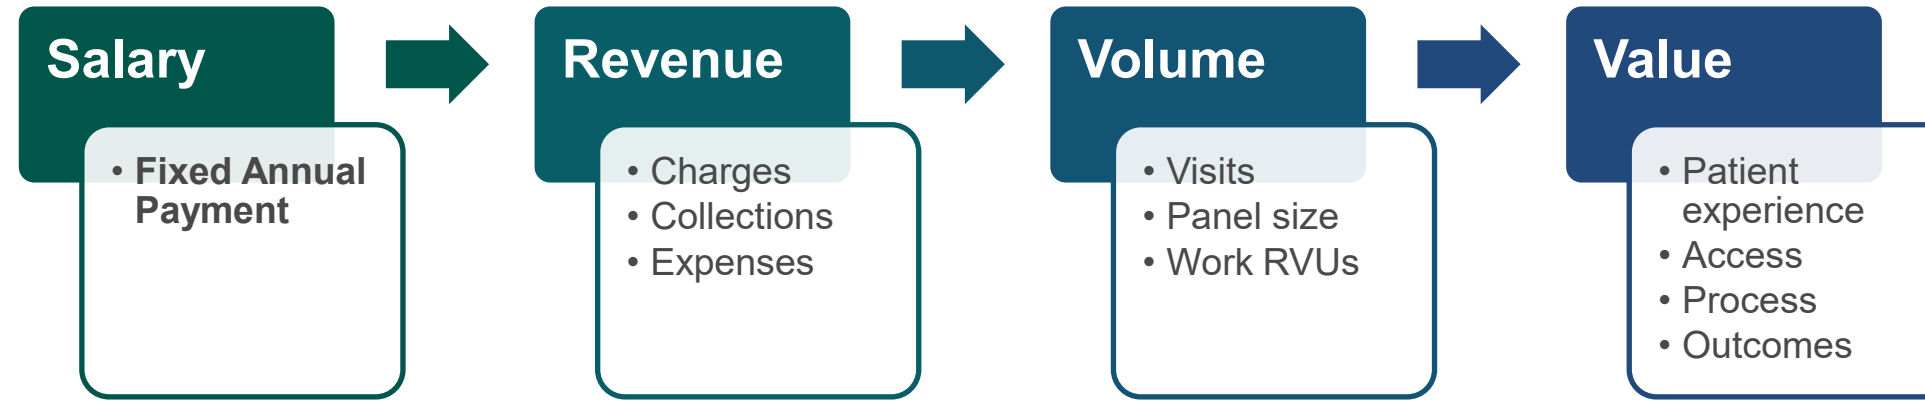 Salary
• Fixed Annual
Payment
Revenue
• Charges
• Collections
• Expenses
Volume
• Visits
• Panel size
• Work RVUs
Value
• Patient
experience
• Access
• Process
• Outcomes